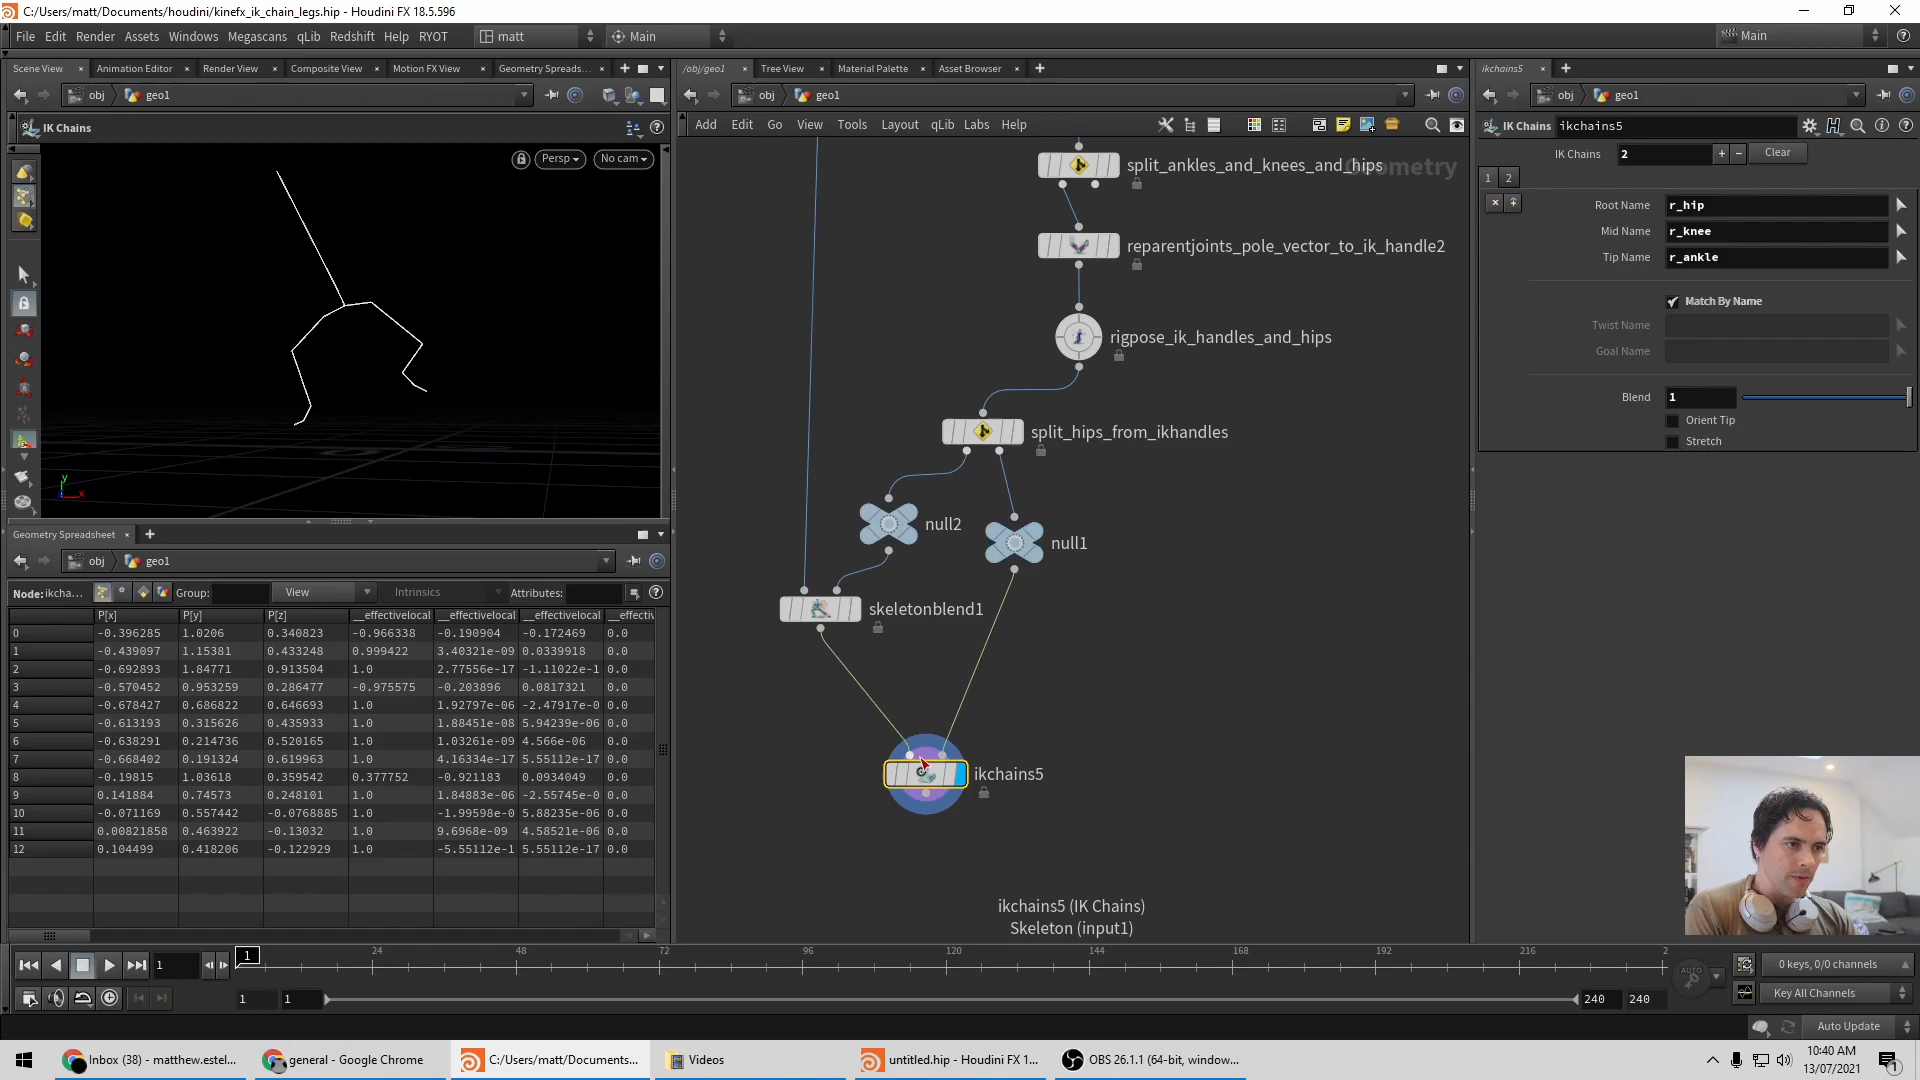 C:/Users/matt/Documents/houdini/kinefx_ik_chain_legs.hip - Houdini FX 18.5.596
File Edit Render Assets Windows Megascans qLib Redshift Help RYOT matt Main Main
Scene View Animation Editor Render View Composite View Motion FX View Geometry Spreads...
obj geo1
IK Chains
Persp No cam
Geometry Spreadsheet
obj geo1
Node: ikcha... Group: View Intrinsics Attributes:
P[x] P[y] P[z] __effectivelocal __effectivelocal __effectivelocal __effectiv
0 -0.396285 1.0206 0.340823 -0.966338 -0.190904 -0.172469 0.0
1 -0.439097 1.15381 0.433248 0.999422 3.40321e-09 0.0339918 0.0
2 -0.692893 1.84771 0.913504 1.0 2.77556e-17 -1.11022e-1 0.0
3 -0.570452 0.953259 0.286477 -0.975575 -0.203896 0.0817321 0.0
4 -0.678427 0.686822 0.646693 1.0 1.92797e-06 -2.47917e-0 0.0
5 -0.613193 0.315626 0.435933 1.0 1.88451e-08 5.94239e-06 0.0
6 -0.638291 0.214736 0.520165 1.0 1.03261e-09 4.566e-06 0.0
7 -0.668402 0.191324 0.619963 1.0 4.16334e-17 5.55112e-17 0.0
8 -0.19815 1.03618 0.359542 0.377752 -0.921183 0.0934049 0.0
9 0.141884 0.74573 0.248101 1.0 1.84883e-06 -2.55745e-0 0.0
10 -0.071169 0.557442 -0.0768885 1.0 -1.99598e-0 5.88235e-06 0.0
11 0.00821858 0.463922 -0.13032 1.0 9.6968e-09 4.58521e-06 0.0
12 0.104499 0.418206 -0.122929 1.0 -5.55112e-1 5.55112e-17 0.0
/obj/geo1 Tree View Material Palette Asset Browser
obj geo1
Add Edit Go View Tools Layout qLib Labs Help
Geometry
split_ankles_and_knees_and_hips
reparentjoints_pole_vector_to_ik_handle2
rigpose_ik_handles_and_hips
split_hips_from_ikhandles
null2
null1
skeletonblend1
ikchains5
ikchains5 (IK Chains)
Skeleton (input1)
ikchains5
obj geo1
IK Chains ikchains5
IK Chains 2 + − Clear
1 2
Root Name r_hip
Mid Name r_knee
Tip Name r_ankle
Match By Name
Twist Name
Goal Name
Blend 1
Orient Tip
Stretch
1 1 24 48 72 96 120 144 168 192 216 2
AUTO
0 keys, 0/0 channels
1 1 240 240
Key All Channels
Auto Update
Inbox (38) - matthew.estel... general - Google Chrome C:/Users/matt/Documents... Videos untitled.hip - Houdini FX 1... OBS 26.1.1 (64-bit, window...
10:40 AM
13/07/2021